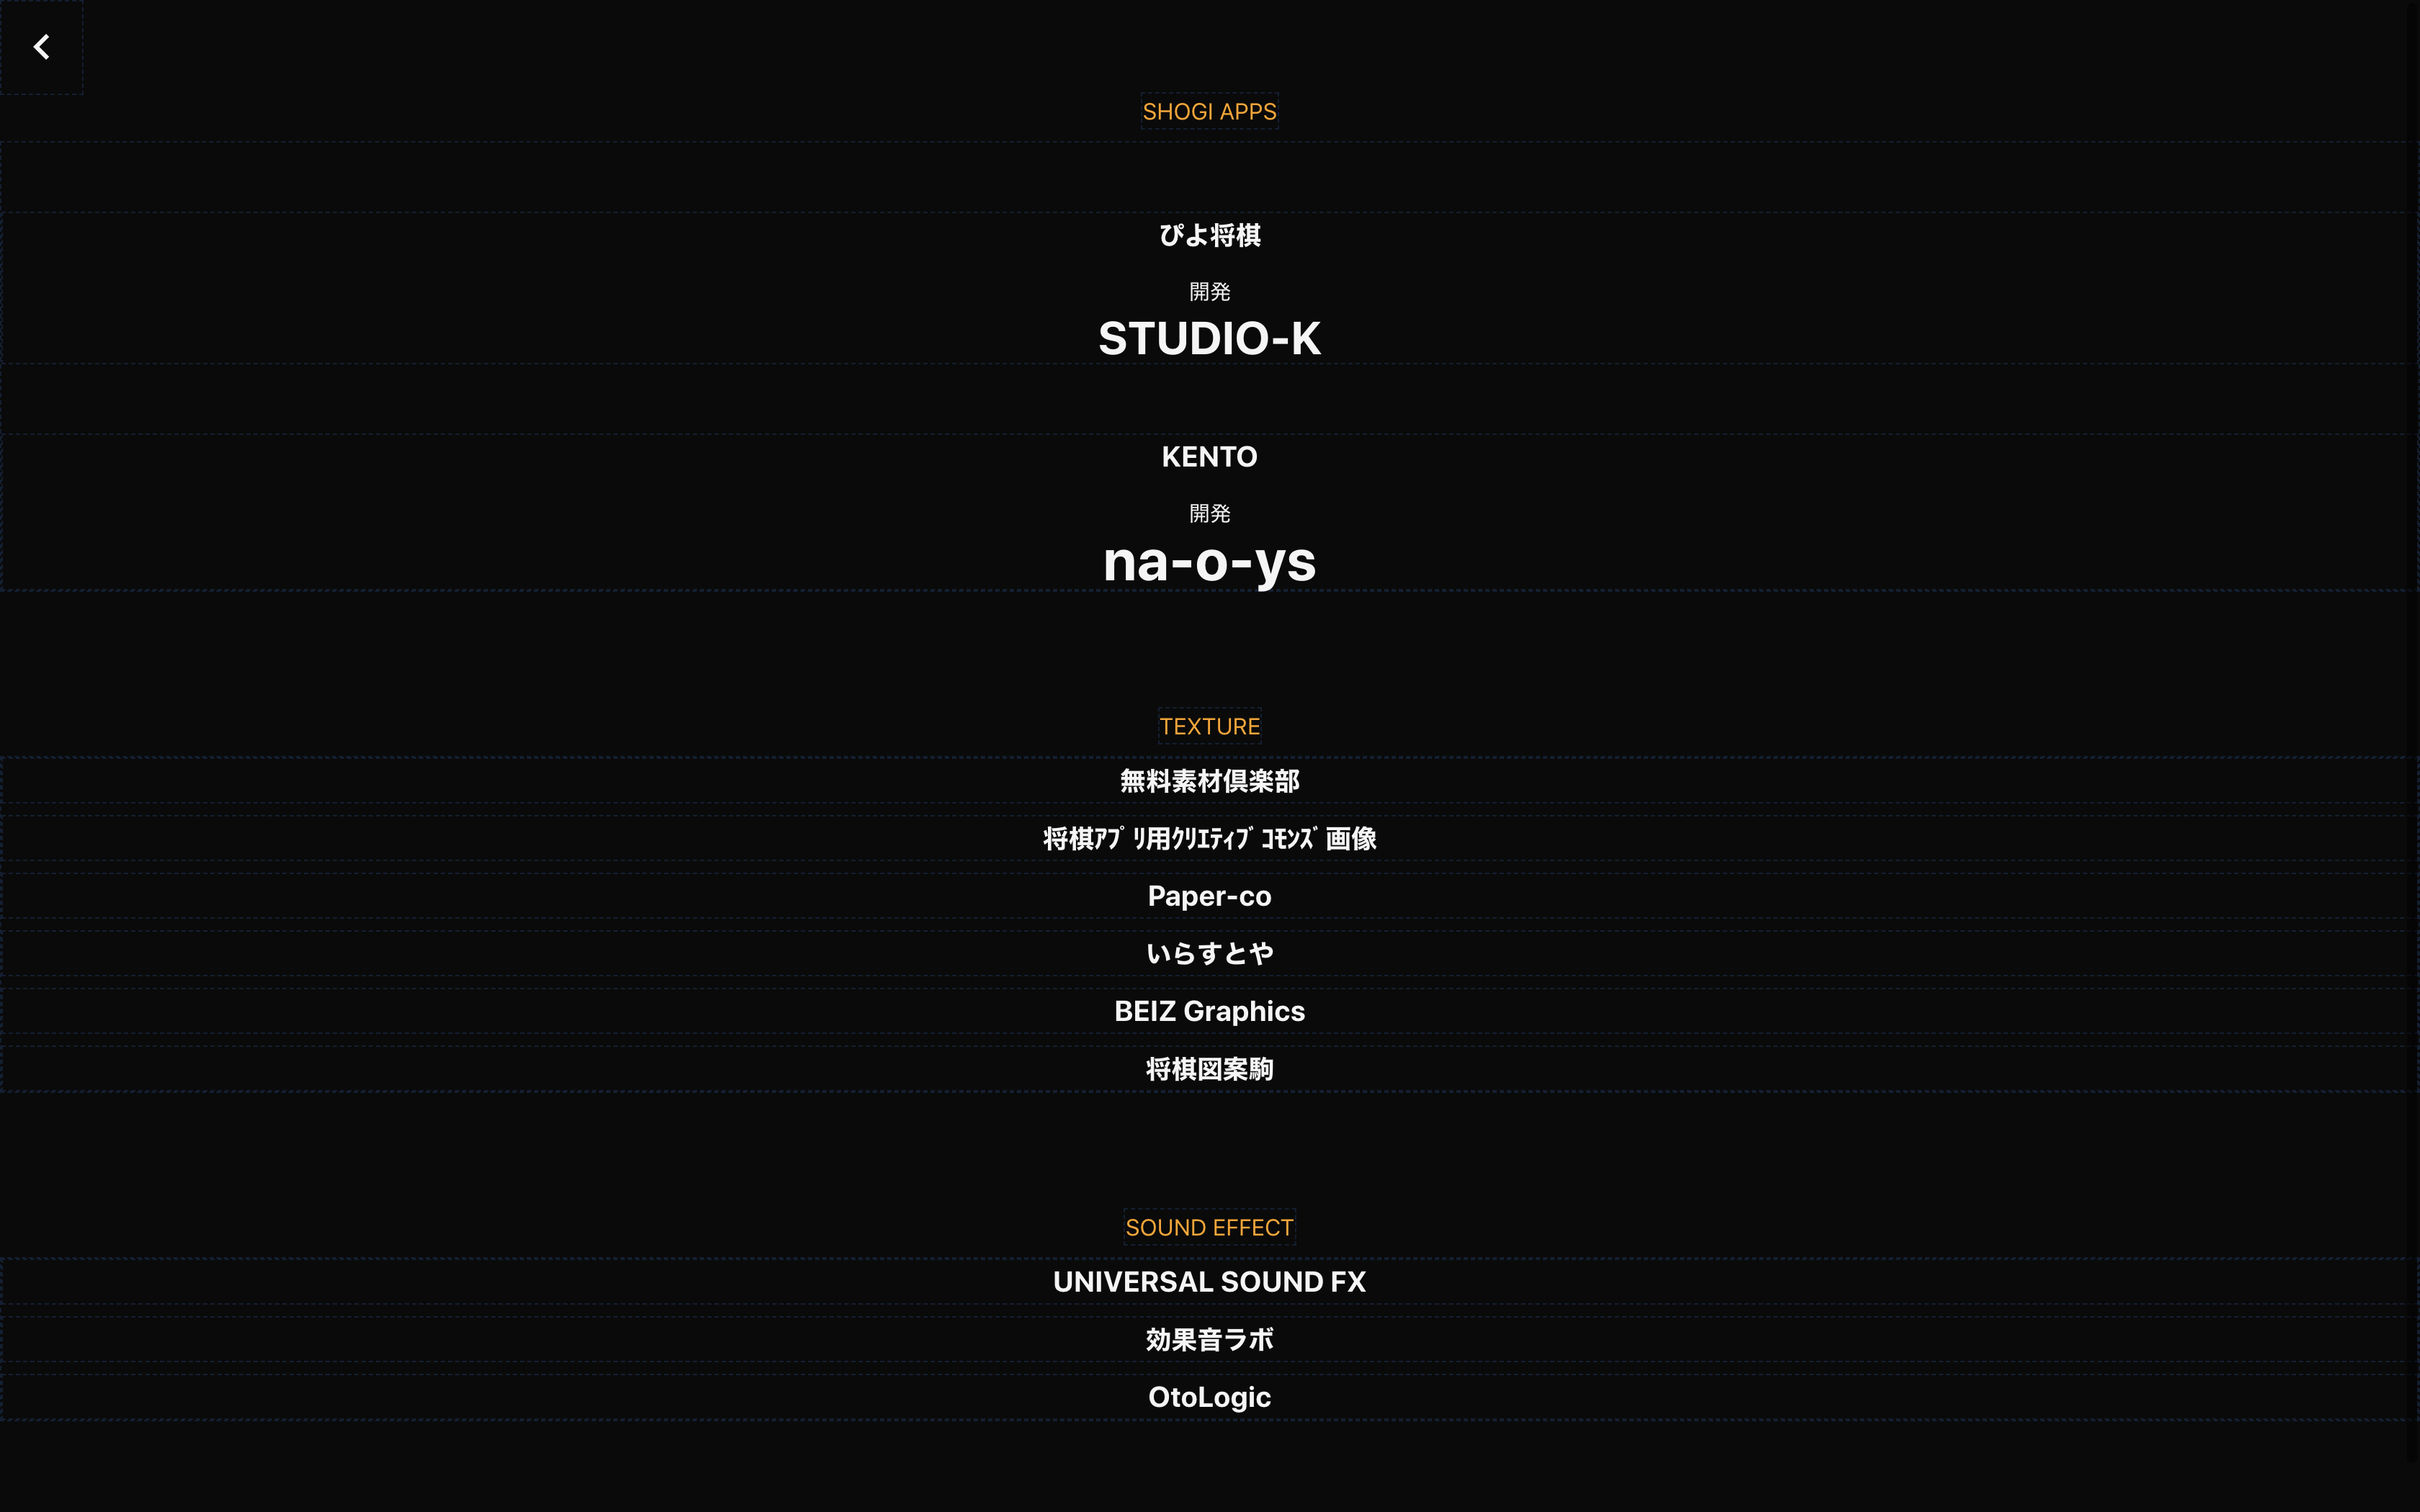 SHOGI APPS
ぴよ将棋
開発
STUDIO-K
KENTO
開発
na-o-ys
TEXTURE
無料素材倶楽部
将棋ｱﾌﾟﾘ用ｸﾘｴﾃｨﾌﾞｺﾓﾝｽﾞ画像
Paper-co
いらすとや
BEIZ Graphics
将棋図案駒
SOUND EFFECT
UNIVERSAL SOUND FX
効果音ラボ
OtoLogic